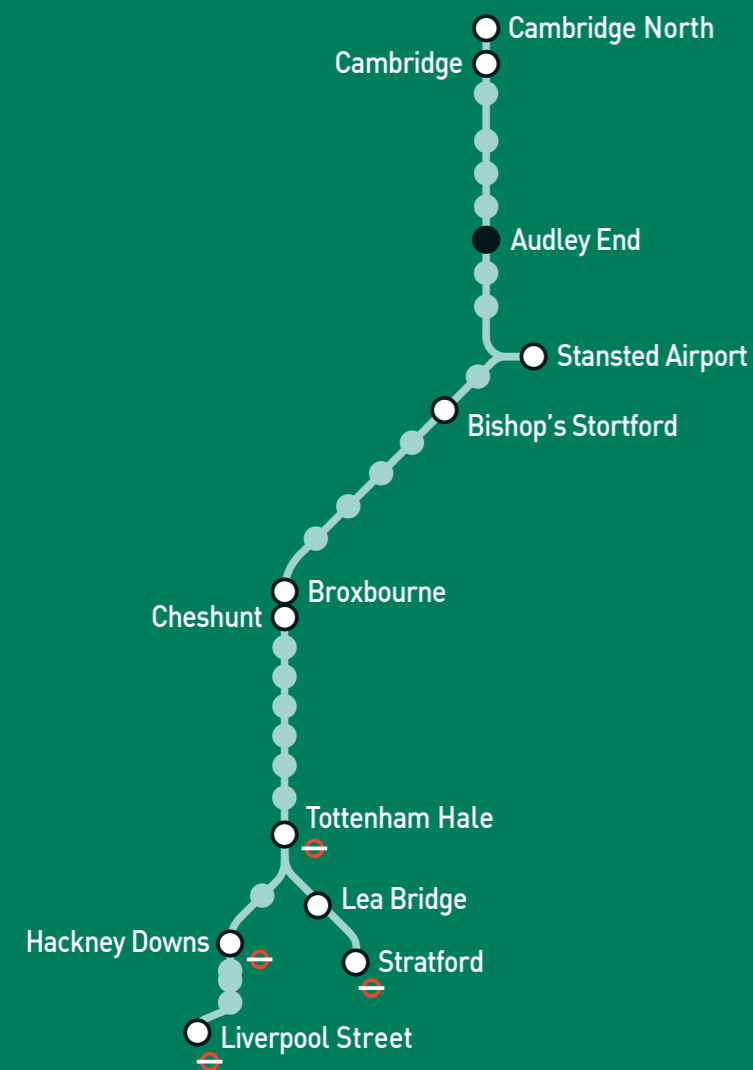 Cambridge North
Cambridge
Audley End
Stansted Airport
Bishop’s Stortford
Broxbourne
Cheshunt
Tottenham Hale
Lea Bridge
Hackney Downs
Stratford
Liverpool Street